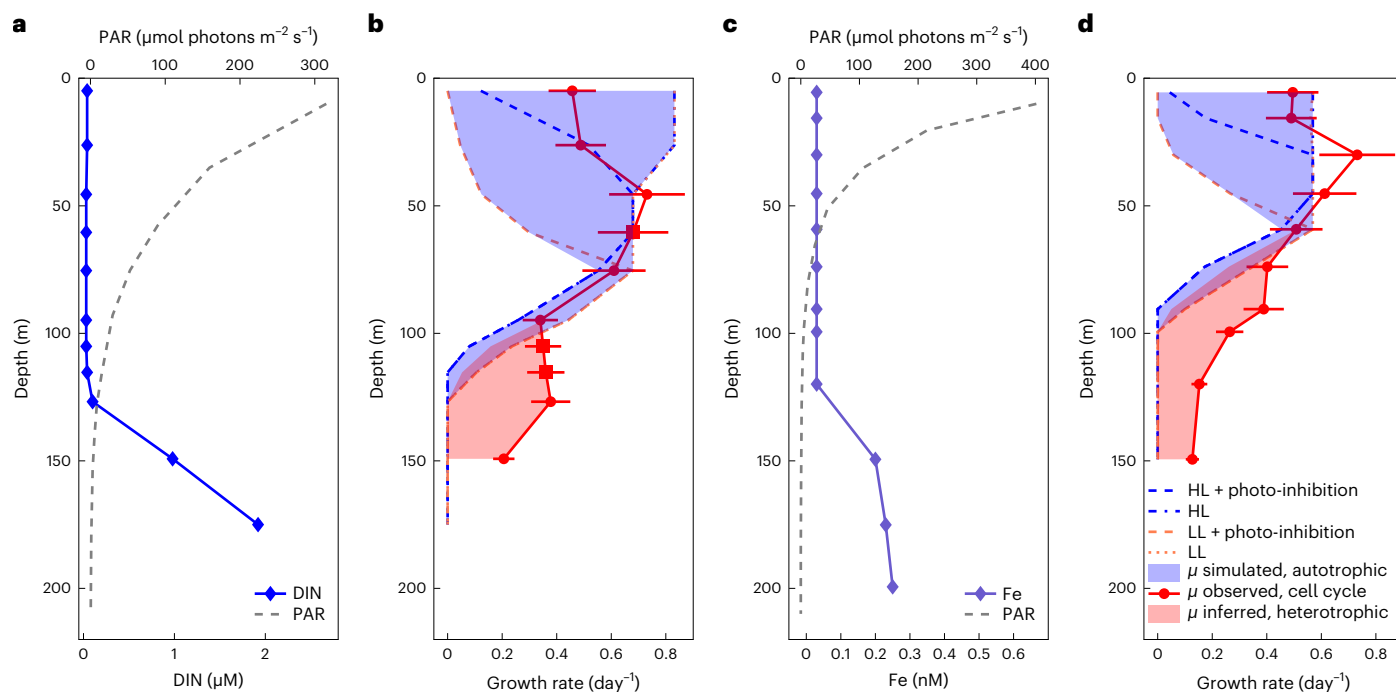 a
PAR (µmol photons m⁻² s⁻¹)
0 100 200 300
0
50
100
150
200
Depth (m)
DIN
PAR
0 1 2
DIN (µM)
b
0
50
100
150
200
Depth (m)
0 0.2 0.4 0.6 0.8
Growth rate (day⁻¹)
c
PAR (µmol photons m⁻² s⁻¹)
0 100 200 300 400
0
50
100
150
200
Depth (m)
Fe
PAR
0 0.1 0.2 0.3 0.4 0.5 0.6
Fe (nM)
d
0
50
100
150
200
Depth (m)
HL + photo-inhibition
HL
LL + photo-inhibition
LL
µ simulated, autotrophic
µ observed, cell cycle
µ inferred, heterotrophic
0 0.2 0.4 0.6 0.8
Growth rate (day⁻¹)